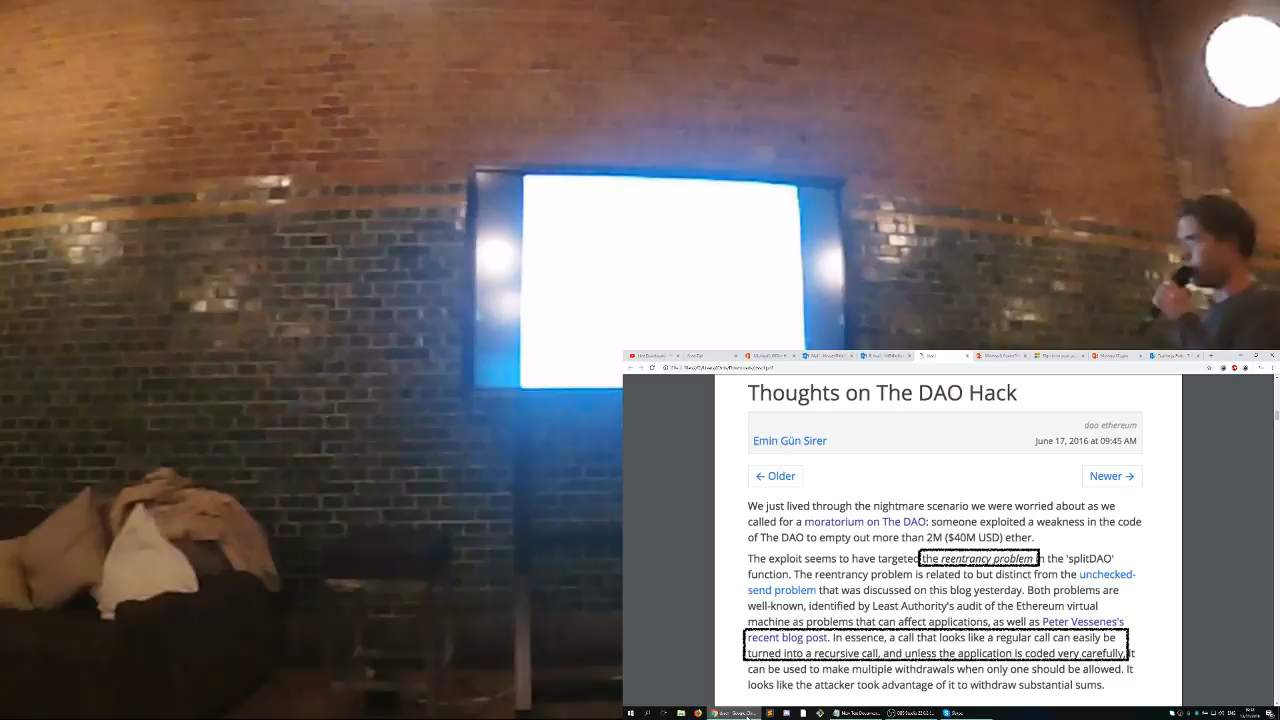 Thoughts on The DAO Hack
dao ethereum
Emin Gün Sirer
June 17, 2016 at 09:45 AM
← Older
Newer →
We just lived through the nightmare scenario we were worried about as we
called for a moratorium on The DAO: someone exploited a weakness in the code
of The DAO to empty out more than 2M ($40M USD) ether.
The exploit seems to have targeted the reentrancy problem in the 'splitDAO'
function. The reentrancy problem is related to but distinct from the unchecked-
send problem that was discussed on this blog yesterday. Both problems are
well-known, identified by Least Authority's audit of the Ethereum virtual
machine as problems that can affect applications, as well as Peter Vessenes's
recent blog post. In essence, a call that looks like a regular call can easily be
turned into a recursive call, and unless the application is coded very carefully, it
can be used to make multiple withdrawals when only one should be allowed. It
looks like the attacker took advantage of it to withdraw substantial sums.